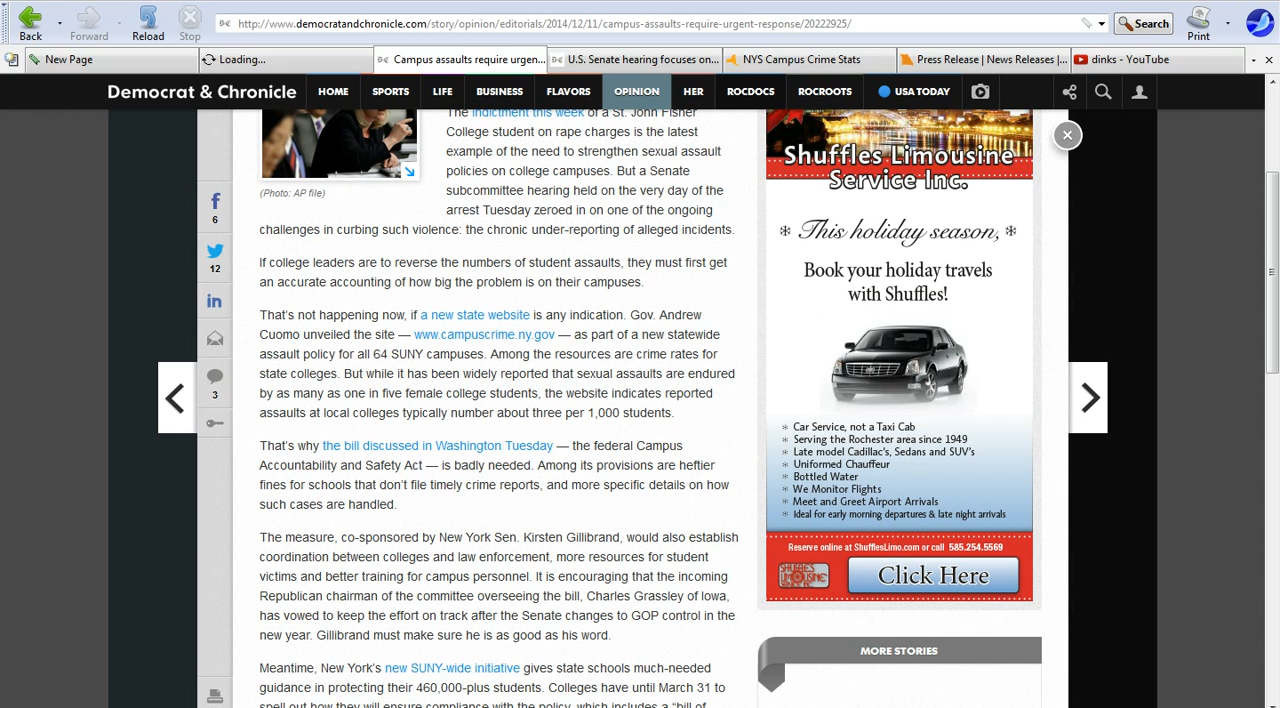 Back
Forward
Reload
Stop
http://www.democratandchronicle.com/story/opinion/editorials/2014/12/11/campus-assaults-require-urgent-response/20222925/
Search
Print
New Page
Loading...
Campus assaults require urgen...
U.S. Senate hearing focuses on...
NYS Campus Crime Stats
Press Release | News Releases |...
dinks - YouTube
Democrat & Chronicle
HOME
SPORTS
LIFE
BUSINESS
FLAVORS
OPINION
HER
ROCDOCS
ROCROOTS
USA TODAY
The indictment this week of a St. John Fisher
College student on rape charges is the latest
example of the need to strengthen sexual assault
policies on college campuses. But a Senate
subcommittee hearing held on the very day of the
arrest Tuesday zeroed in on one of the ongoing
challenges in curbing such violence: the chronic under-reporting of alleged incidents.
(Photo: AP file)
6
12
in
3
If college leaders are to reverse the numbers of student assaults, they must first get
an accurate accounting of how big the problem is on their campuses.
That's not happening now, if a new state website is any indication. Gov. Andrew
Cuomo unveiled the site — www.campuscrime.ny.gov — as part of a new statewide
assault policy for all 64 SUNY campuses. Among the resources are crime rates for
state colleges. But while it has been widely reported that sexual assaults are endured
by as many as one in five female college students, the website indicates reported
assaults at local colleges typically number about three per 1,000 students.
That's why the bill discussed in Washington Tuesday — the federal Campus
Accountability and Safety Act — is badly needed. Among its provisions are heftier
fines for schools that don't file timely crime reports, and more specific details on how
such cases are handled.
The measure, co-sponsored by New York Sen. Kirsten Gillibrand, would also establish
coordination between colleges and law enforcement, more resources for student
victims and better training for campus personnel. It is encouraging that the incoming
Republican chairman of the committee overseeing the bill, Charles Grassley of Iowa,
has vowed to keep the effort on track after the Senate changes to GOP control in the
new year. Gillibrand must make sure he is as good as his word.
Meantime, New York's new SUNY-wide initiative gives state schools much-needed
guidance in protecting their 460,000-plus students. Colleges have until March 31 to
spell out how they will ensure compliance with the policy, which includes a "bill of
Shuffles Limousine
Service Inc.
This holiday season,
Book your holiday travels
with Shuffles!
Car Service, not a Taxi Cab
Serving the Rochester area since 1949
Late model Cadillac's, Sedans and SUV's
Uniformed Chauffeur
Bottled Water
We Monitor Flights
Meet and Greet Airport Arrivals
Ideal for early morning departures & late night arrivals
Reserve online at ShufflesLimo.com or call 585.254.5569
SHUFFLES
LIMOUSINE
Click Here
MORE STORIES